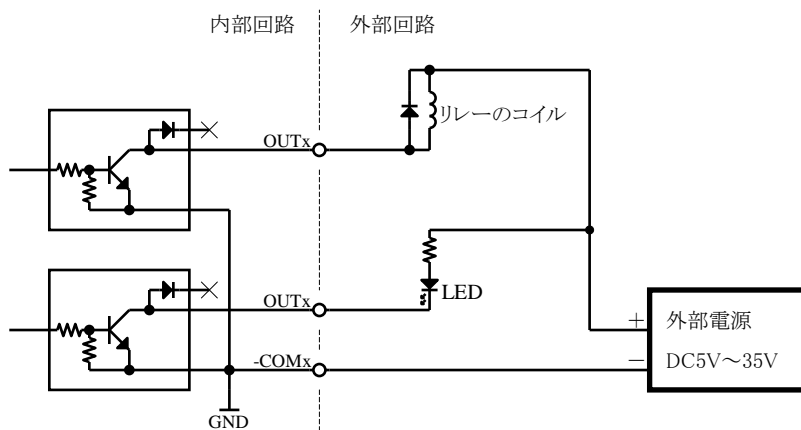 内部回路
外部回路
リレーのコイル
OUTx
LED
OUTx
+
外部電源
-COMx
−
DC5V～35V
GND